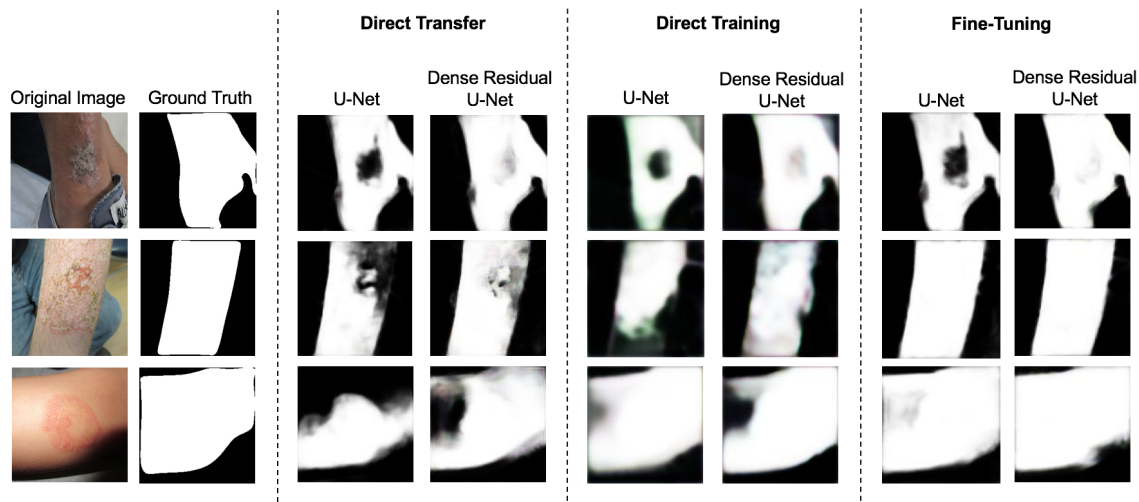 Direct Transfer
Direct Training
Fine-Tuning
Original Image
Ground Truth
U-Net
Dense Residual
U-Net
U-Net
Dense Residual
U-Net
U-Net
Dense Residual
U-Net